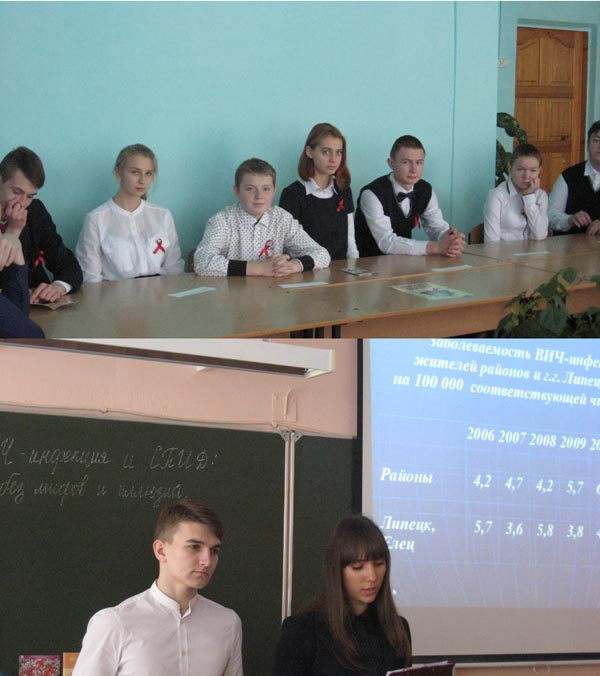 Ч-инфекция и СПИД:
без мифов и иллюзий.
Заболеваемость ВИЧ-инфе
жителей районов и г.г. Липец
на 100 000 соответствующей чи
2006 2007 2008 2009
Районы 4,2 4,7 4,2 5,7
Липецк, 5,7 3,6 5,8 3,8
Елец